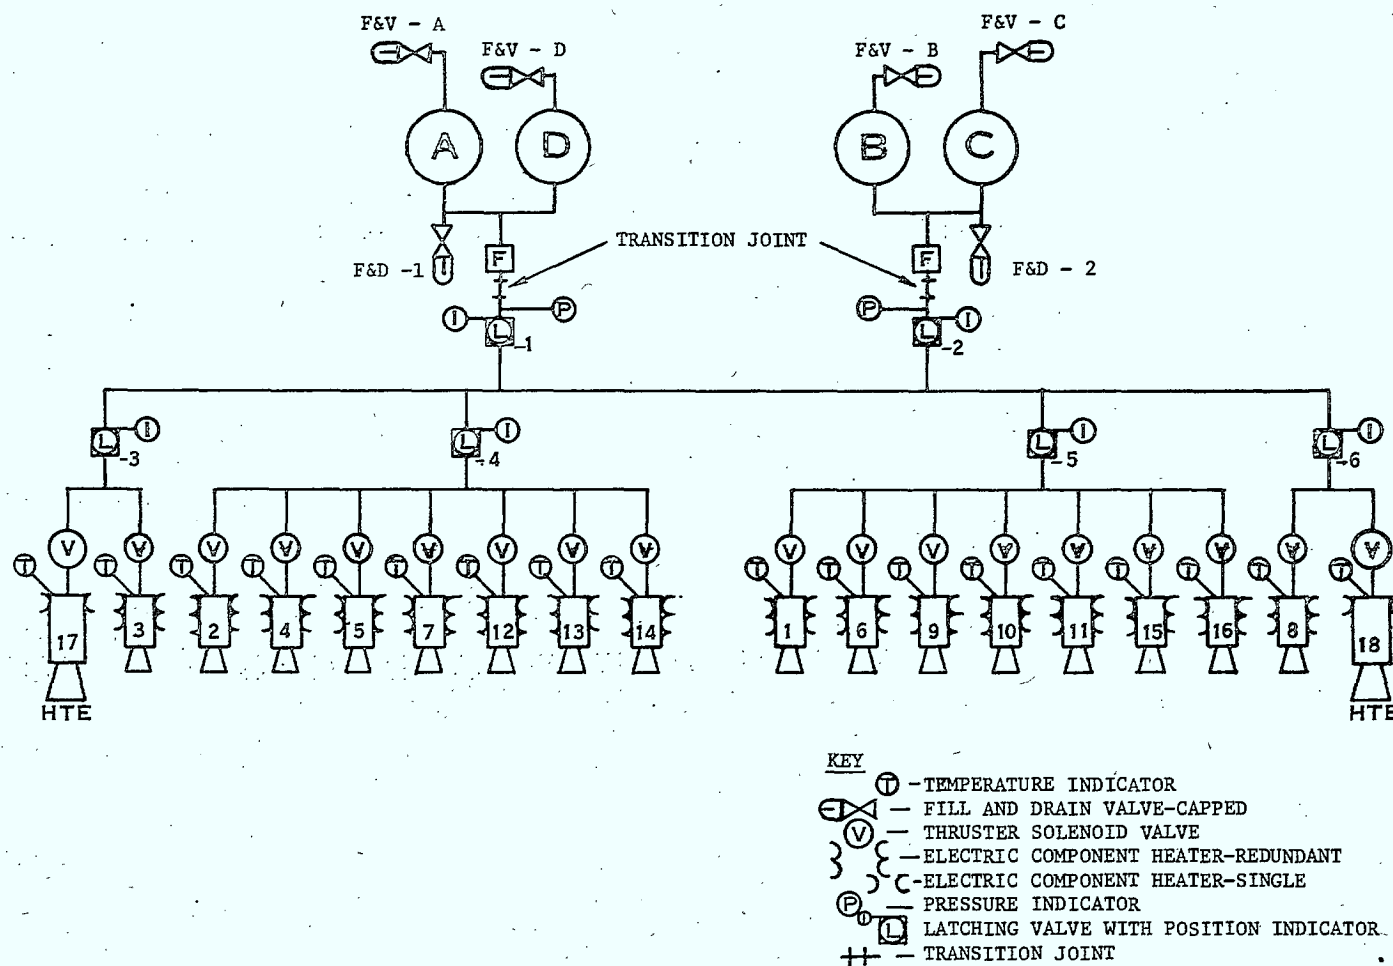 F&V - A
F&V - C
F&V - D
F&V - B
A
D
B
C
TRANSITION JOINT
F&D -1
F
F
F&D - 2
I
P
P
I
L
-1
L
-2
L
I
-3
L
I
-4
L
I
-5
L
I
-6
V V V V V V V V V
V V V V V V V V V
T T T T T T T T T
T T T T T T T T T
17 3 2 4 5 7 12 13 14
1 6 9 10 11 15 16 8 18
HTE
HTE
KEY
T -TEMPERATURE INDICATOR
— FILL AND DRAIN VALVE-CAPPED
V — THRUSTER SOLENOID VALVE
—ELECTRIC COMPONENT HEATER-REDUNDANT
-ELECTRIC COMPONENT HEATER-SINGLE
P — PRESSURE INDICATOR
I L LATCHING VALVE WITH POSITION INDICATOR
— TRANSITION JOINT